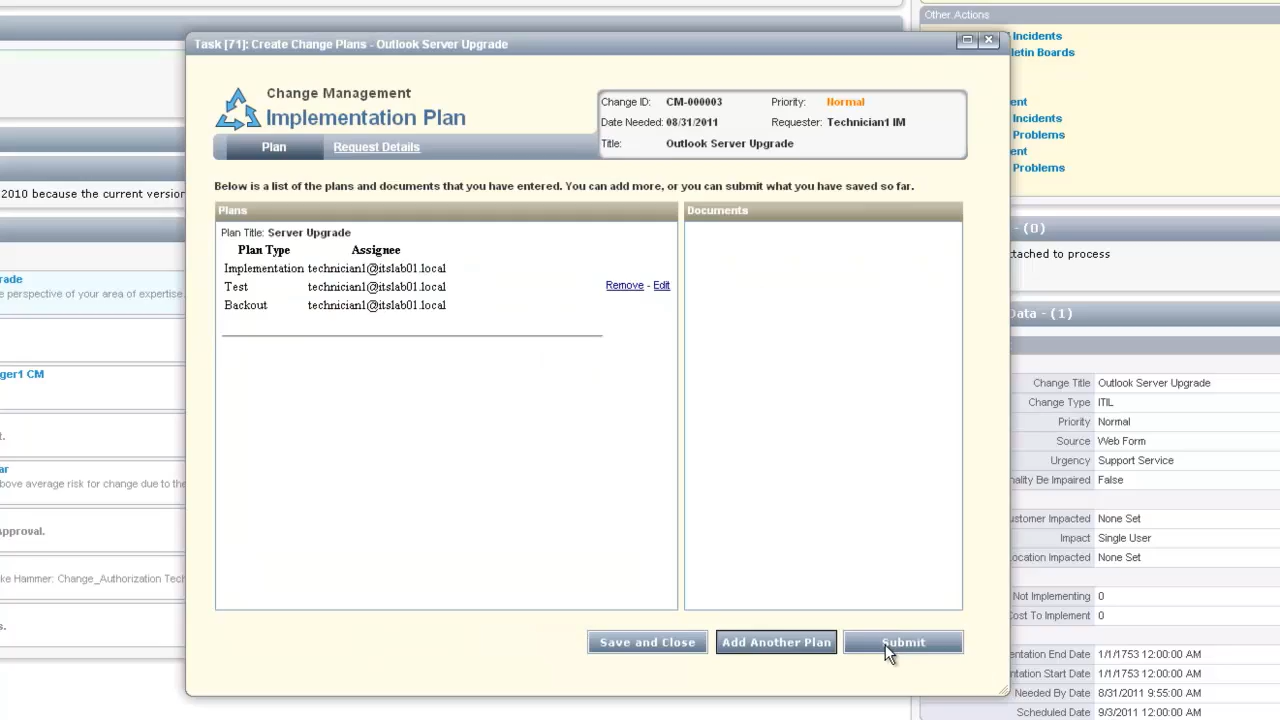 Other Actions
Incidents
letin Boards
ent
Incidents
Problems
ent
Problems
Task [71]: Create Change Plans - Outlook Server Upgrade
Change Management
Implementation Plan
Plan
Request Details
Change ID: CM-000003 Priority: Normal
Date Needed: 08/31/2011 Requester: Technician1 IM
Title: Outlook Server Upgrade
Below is a list of the plans and documents that you have entered. You can add more, or you can submit what you have saved so far.
Plans
Plan Title: Server Upgrade
Plan Type Assignee
Implementation technician1@itslab01.local
Test technician1@itslab01.local
Backout technician1@itslab01.local
Remove - Edit
Documents
Save and Close
Add Another Plan
Submit
2010 because the current version
rade
e perspective of your area of expertise.
ger1 CM
t.
ar
bove average risk for change due to the
Approval.
ke Hammer: Change_Authorization Tech
s.
- (0)
ttached to process
Data - (1)
Change Title Outlook Server Upgrade
Change Type ITIL
Priority Normal
Source Web Form
Urgency Support Service
nality Be Impaired False
ustomer Impacted None Set
Impact Single User
ocation Impacted None Set
Not Implementing 0
Cost To Implement 0
entation End Date 1/1/1753 12:00:00 AM
ntation Start Date 1/1/1753 12:00:00 AM
Needed By Date 8/31/2011 9:55:00 AM
Scheduled Date 9/3/2011 12:00:00 AM